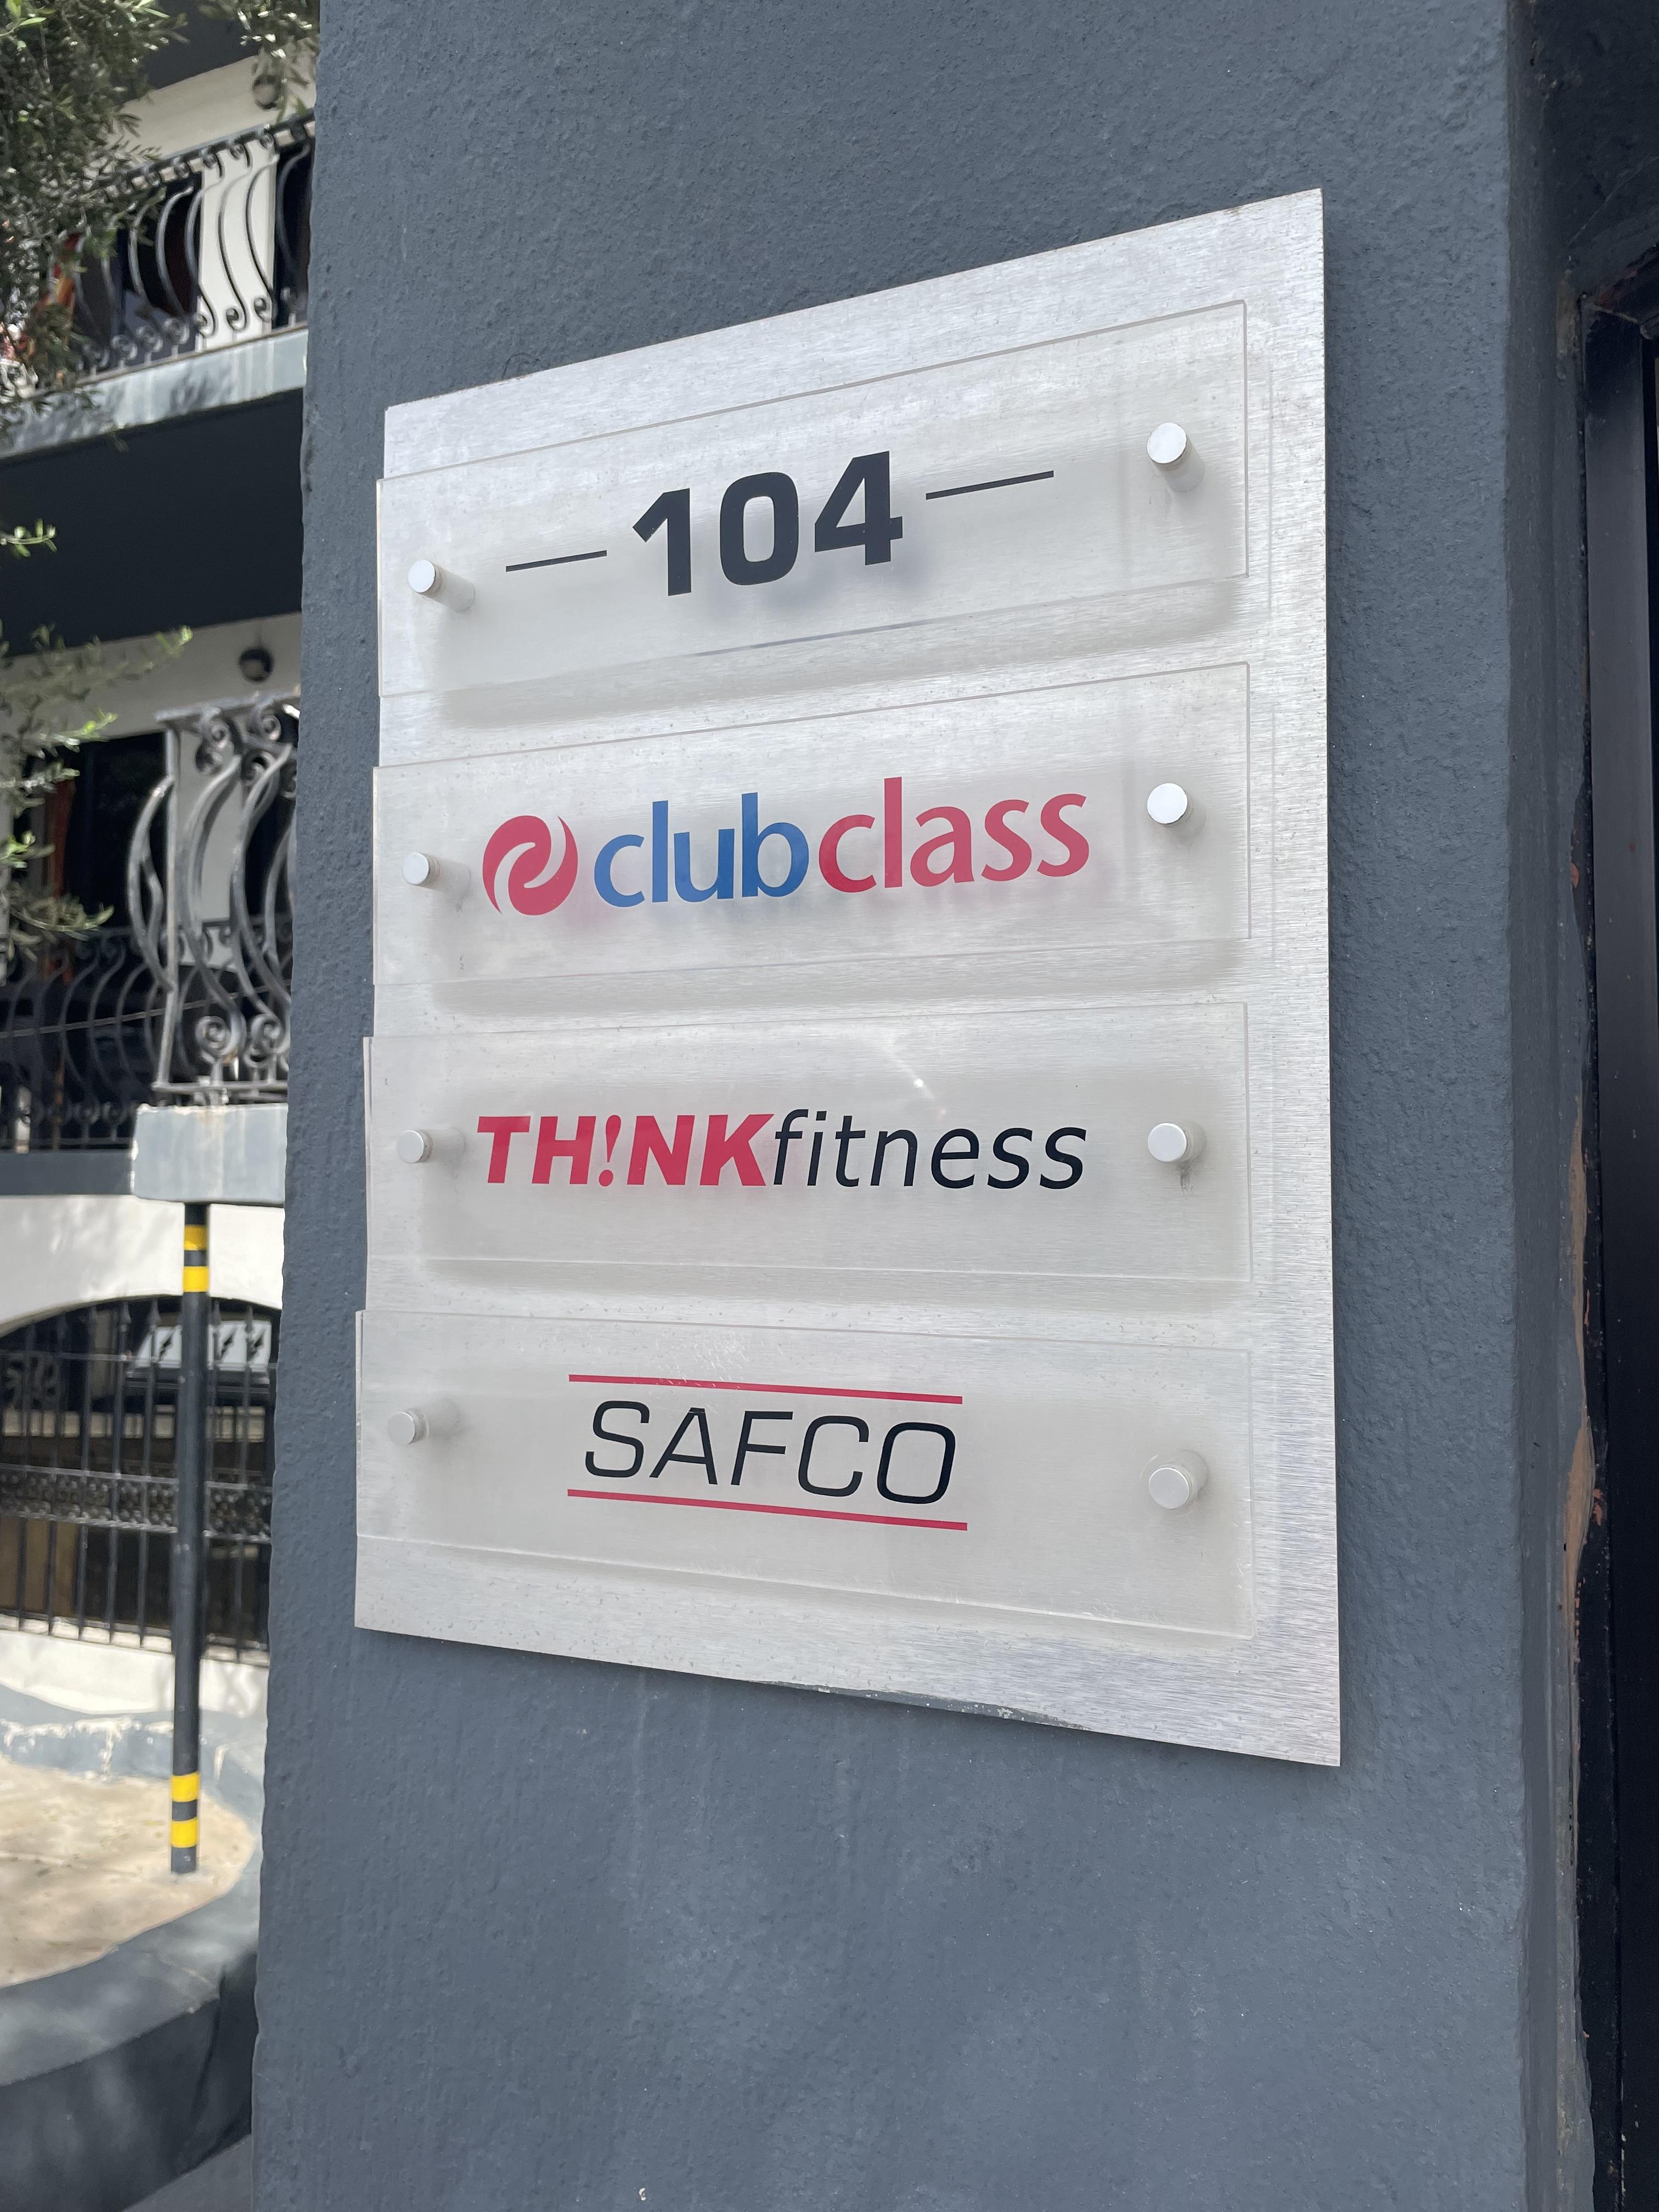 —104—
clubclass
TH!NKfitness
SAFCO